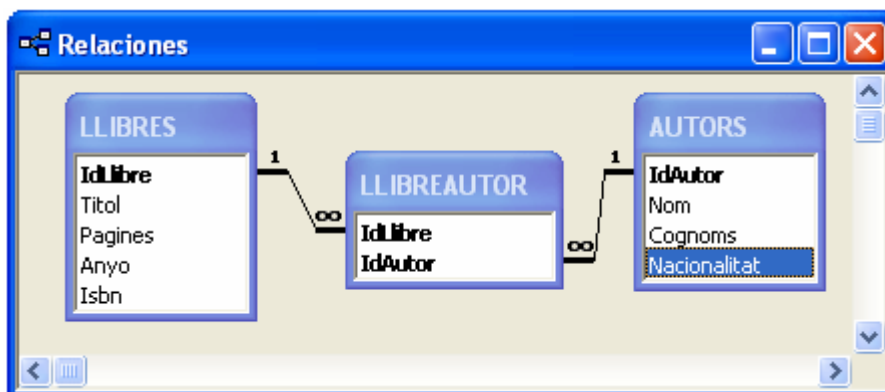 Relaciones
LLIBRES
IdLlibre
Titol
Pagines
Anyo
Isbn
1
∞
LLIBREAUTOR
IdLlibre
IdAutor
∞
1
AUTORS
IdAutor
Nom
Cognoms
Nacionalitat